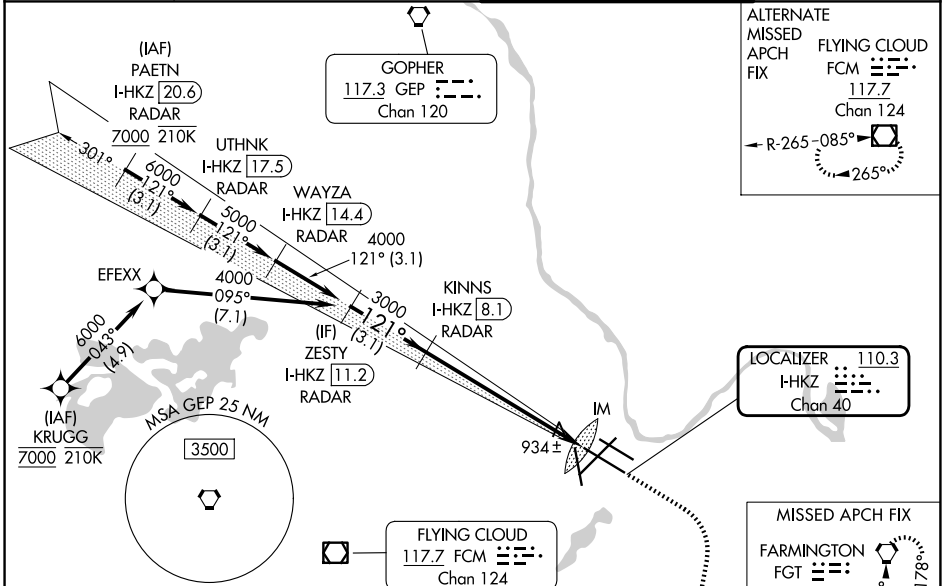 (IAF)
PAETN
I-HKZ 20.6
RADAR
7000 210K
301°
6000
121°
(3.1)
UTHNK
I-HKZ 17.5
RADAR
5000
121°
(3.1)
WAYZA
I-HKZ 14.4
RADAR
4000
121° (3.1)
GOPHER
117.3 GEP
Chan 120
ALTERNATE
MISSED
APCH
FIX
FLYING CLOUD
FCM
117.7
Chan 124
R-265
085°
265°
EFEXX
4000
095°
(7.1)
6000
043°
(4.9)
(IAF)
KRUGG
7000 210K
(IF)
ZESTY
I-HKZ 11.2
RADAR
3000
121°
(3.1)
KINNS
I-HKZ 8.1
RADAR
LOCALIZER 110.3
I-HKZ
Chan 40
IM
934±
MSA GEP 25 NM
3500
FLYING CLOUD
117.7 FCM
Chan 124
MISSED APCH FIX
FARMINGTON
FGT
178°